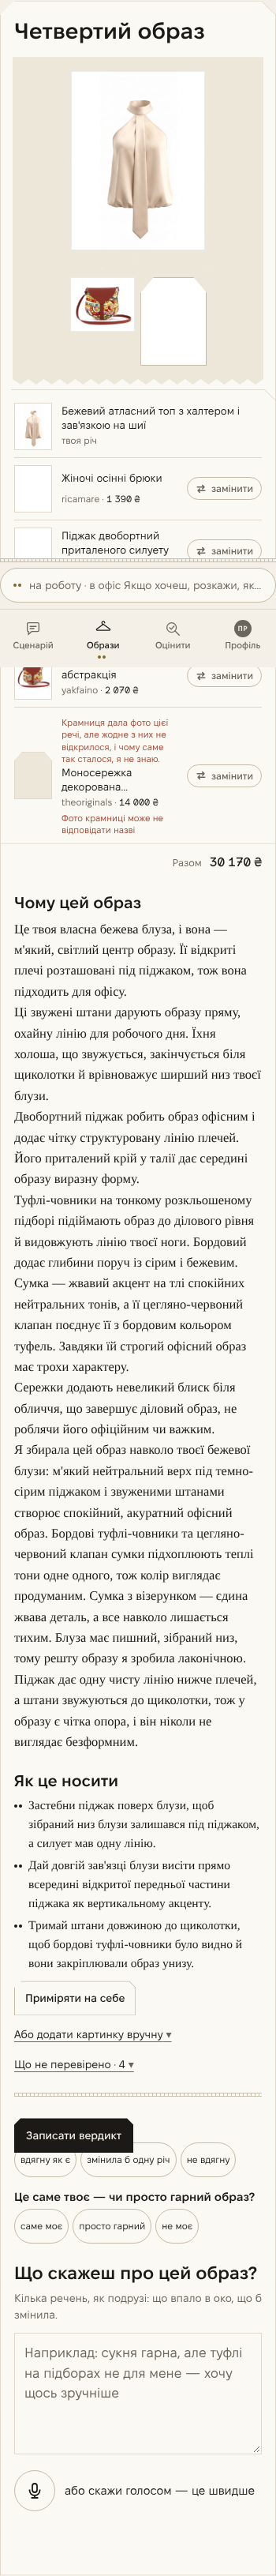 Четвертий образ
Бежевий атласний топ з халтером і
зав'язкою на шиї
твоя річ
Жіночі осінні брюки
ricamare · 1 390 ₴
замінити
Піджак двобортний
приталеного силуету
замінити
на роботу · в офіс Якщо хочеш, розкажи, як...
Сценарій
Образи
Оцінити
ПР
Профіль
абстракція
yakfaino · 2 070 ₴
замінити
Крамниця дала фото цієї
речі, але жодне з них не
відкрилося, і чому саме
так сталося, я не знаю.
Моносережка
декорована...
theoriginals · 14 000 ₴
Фото крамниці може не
відповідати назві
замінити
Разом 30 170 ₴
Чому цей образ
Це твоя власна бежева блуза, і вона —
м'який, світлий центр образу. Її відкриті
плечі розташовані під піджаком, тож вона
підходить для офісу.
Ці звужені штани дарують образу пряму,
охайну лінію для робочого дня. Їхня
холоша, що звужується, закінчується біля
щиколотки й врівноважує ширший низ твоєї
блузи.
Двобортний піджак робить образ офісним і
додає чітку структуровану лінію плечей.
Його приталений крій у талії дає середині
образу виразну форму.
Туфлі-човники на тонкому розкльошеному
підборі підіймають образ до ділового рівня
й видовжують лінію твоєї ноги. Бордовий
додає глибини поруч із сірим і бежевим.
Сумка — жвавий акцент на тлі спокійних
нейтральних тонів, а її цегляно-червоний
клапан поєднує її з бордовим кольором
туфель. Завдяки їй строгий офісний образ
має трохи характеру.
Сережки додають невеликий блиск біля
обличчя, що завершує діловий образ, не
роблячи його офіційним чи важким.
Я збирала цей образ навколо твоєї бежевої
блузи: м'який нейтральний верх під темно-
сірим піджаком і звуженими штанами
створює спокійний, акуратний офісний
образ. Бордові туфлі-човники та цегляно-
червоний клапан сумки підхоплюють теплі
тони одне одного, тож колір виглядає
продуманим. Сумка з візерунком — єдина
жвава деталь, а все навколо лишається
тихим. Блуза має пишний, зібраний низ,
тому решту образу я зробила лаконічною.
Піджак дає одну чисту лінію нижче плечей,
а штани звужуються до щиколотки, тож у
образу є чітка опора, і він ніколи не
виглядає безформним.
Як це носити
Застебни піджак поверх блузи, щоб
зібраний низ блузи залишався під піджаком,
а силует мав одну лінію.
Дай довгій зав'язці блузи висіти прямо
всередині відкритої передньої частини
піджака як вертикальному акценту.
Тримай штани довжиною до щиколотки,
щоб бордові туфлі-човники було видно й
вони закріплювали образ унизу.
Приміряти на себе
Або додати картинку вручну ▾
Що не перевірено · 4 ▾
Записати вердикт
вдягну як є
змінила б одну річ
не вдягну
Це саме твоє — чи просто гарний образ?
саме моє
просто гарний
не моє
Що скажеш про цей образ?
Кілька речень, як подрузі: що впало в око, що б
змінила.
Наприклад: сукня гарна, але туфлі
на підборах не для мене — хочу
щось зручніше
або скажи голосом — це швидше